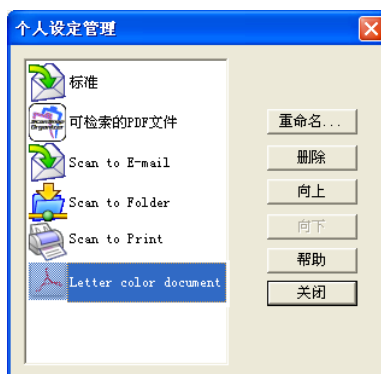 个人设定管理
标准
可检索的PDF文件
Scan to E-mail
Scan to Folder
Scan to Print
Letter color document
重命名...
删除
向上
向下
帮助
关闭